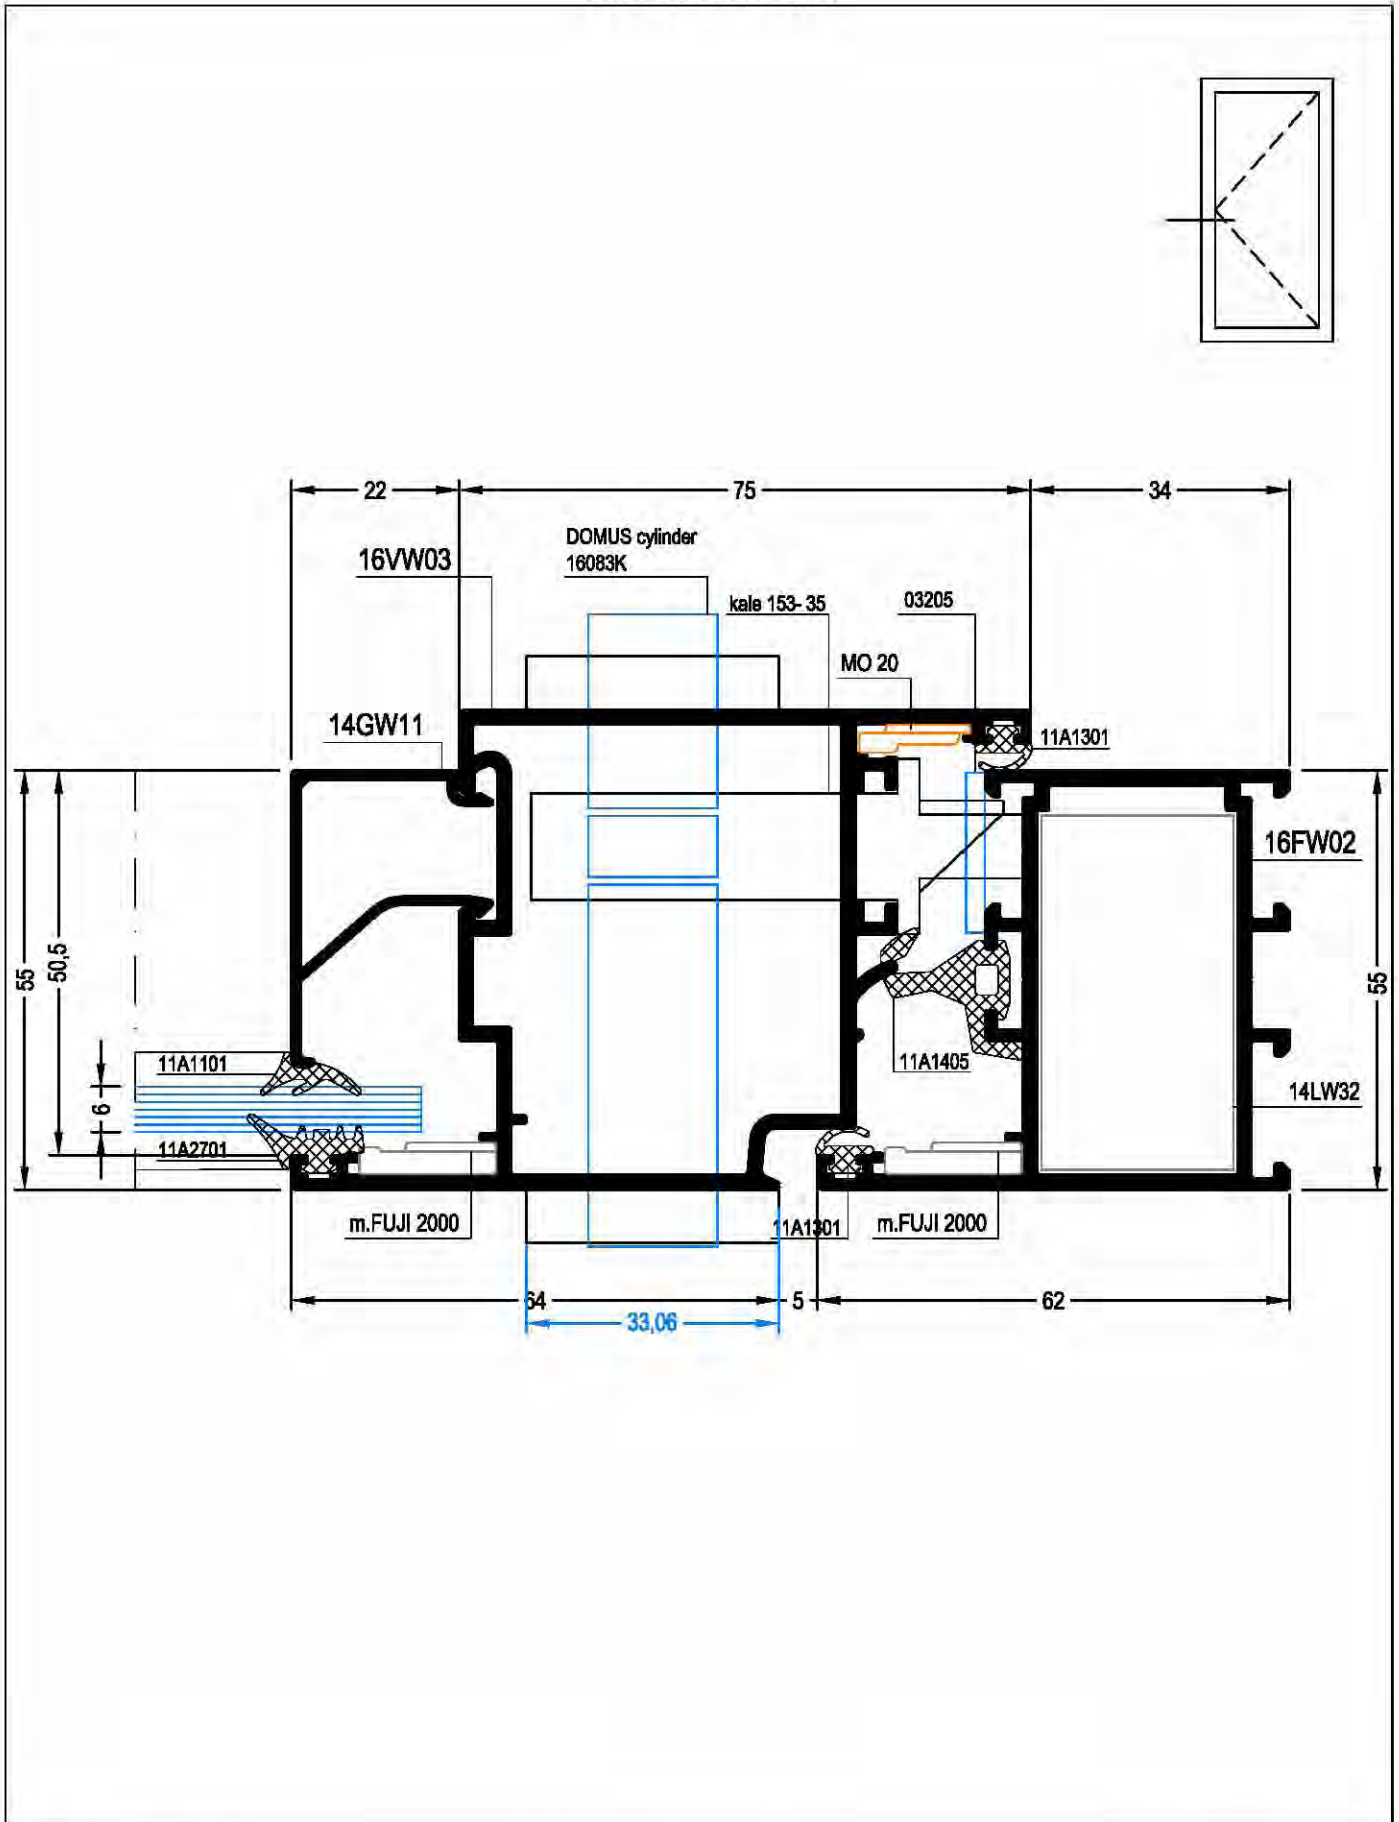 22
75
34
DOMUS cylinder
16083K
16VW03
kale 153- 35
03205
MO 20
14GW11
11A1301
16FW02
55
50,5
55
11A1101
11A1405
6
14LW32
11A2701
m.FUJI 2000
11A1301
m.FUJI 2000
64
5
62
33,06